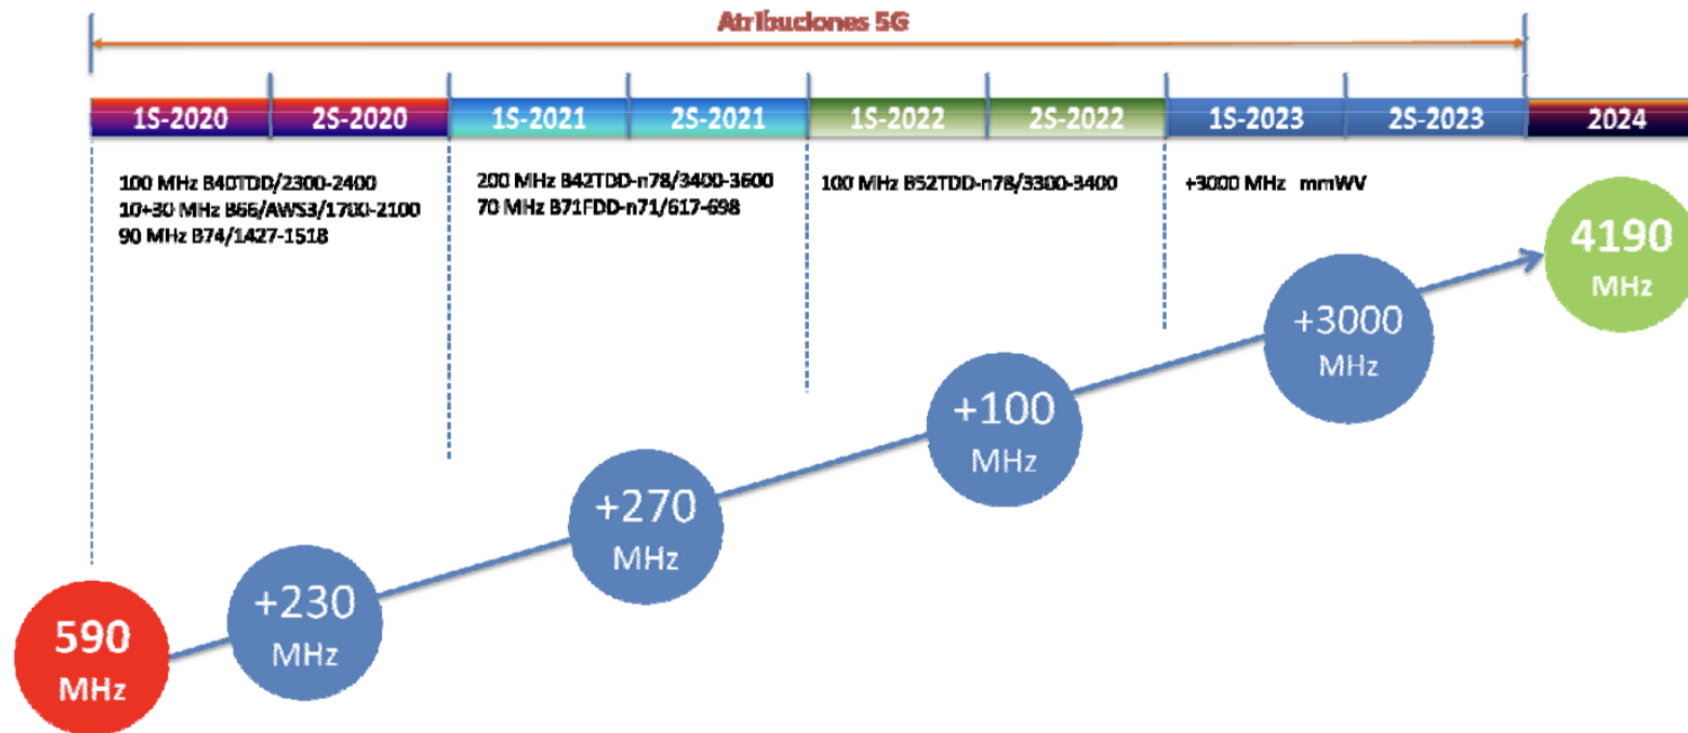 Atribuciones 5G
1S-2020 2S-2020 1S-2021 2S-2021 1S-2022 2S-2022 1S-2023 2S-2023 2024
100 MHz B40TDD/2300-2400
10+30 MHz B66/AWS3/1700-2100
90 MHz B74/1427-1518
200 MHz B42TDD-n78/3400-3600
70 MHz B71FDD-n71/617-698
100 MHz B52TDD-n78/3300-3400
+3000 MHz mmWV
590
MHz
+230
MHz
+270
MHz
+100
MHz
+3000
MHz
4190
MHz